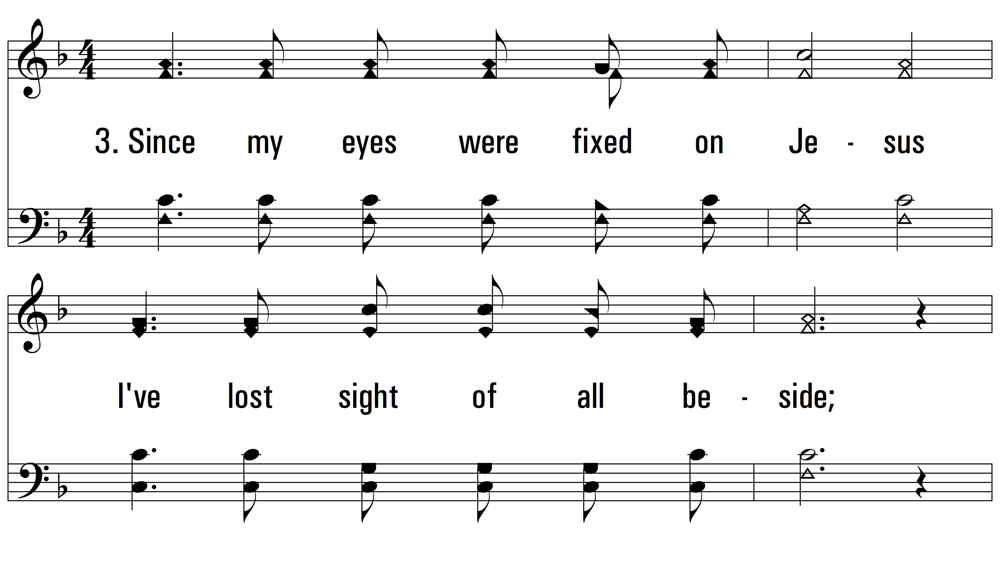 3. Since my eyes were fixed on Je - sus
I've lost sight of all be - side;